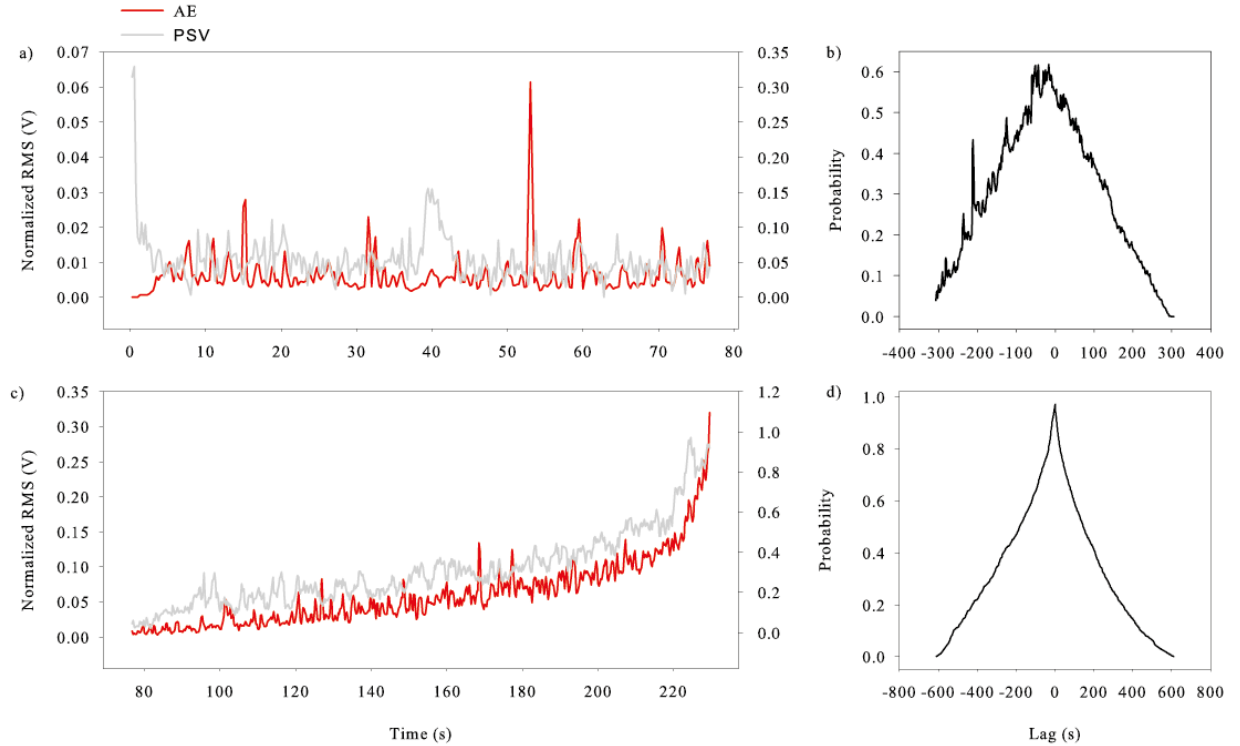 AE
PSV
a)
b)
0.07
0.06
0.05
0.04
0.03
0.02
0.01
0.00
Normalized RMS (V)
0.35
0.30
0.25
0.20
0.15
0.10
0.05
0.00
0 10 20 30 40 50 60 70 80
0.6
0.5
0.4
0.3
0.2
0.1
0.0
Probability
-400 -300 -200 -100 0 100 200 300 400
c)
d)
0.35
0.30
0.25
0.20
0.15
0.10
0.05
0.00
Normalized RMS (V)
1.2
1.0
0.8
0.6
0.4
0.2
0.0
80 100 120 140 160 180 200 220
Time (s)
1.0
0.8
0.6
0.4
0.2
0.0
Probability
-800 -600 -400 -200 0 200 400 600 800
Lag (s)